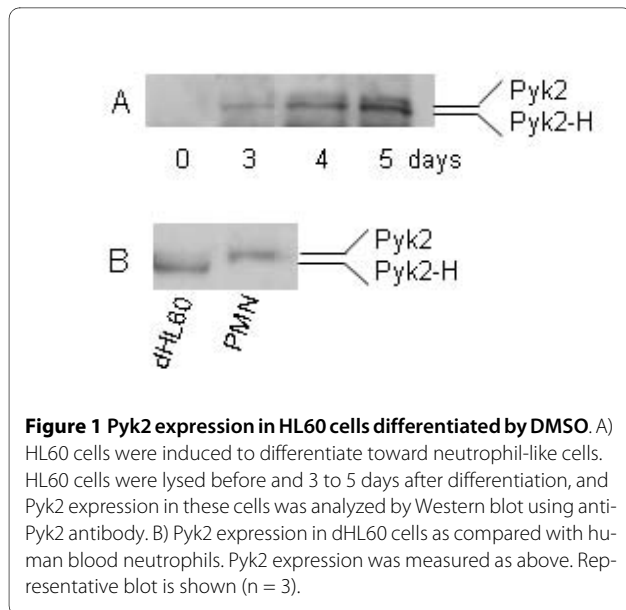 A
Pyk2
Pyk2-H
0 3 4 5 days
B
Pyk2
Pyk2-H
dHL60 PMN
Figure 1 Pyk2 expression in HL60 cells differentiated by DMSO. A)
HL60 cells were induced to differentiate toward neutrophil-like cells.
HL60 cells were lysed before and 3 to 5 days after differentiation, and
Pyk2 expression in these cells was analyzed by Western blot using anti-
Pyk2 antibody. B) Pyk2 expression in dHL60 cells as compared with hu-
man blood neutrophils. Pyk2 expression was measured as above. Rep-
resentative blot is shown (n = 3).